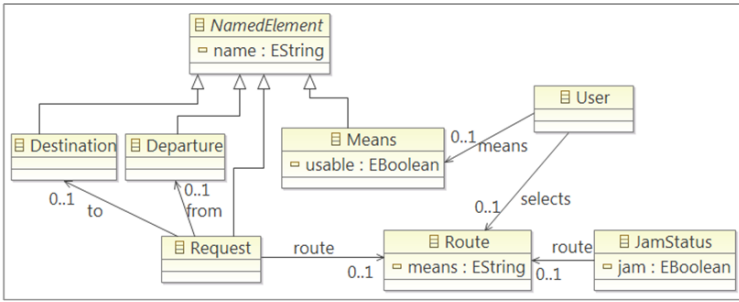 NamedElement
name : EString
User
Destination
Departure
Means
usable : EBoolean
0..1
means
0..1
to
0..1
from
0..1
selects
Request
route
0..1
Route
means : EString
route
0..1
JamStatus
jam : EBoolean